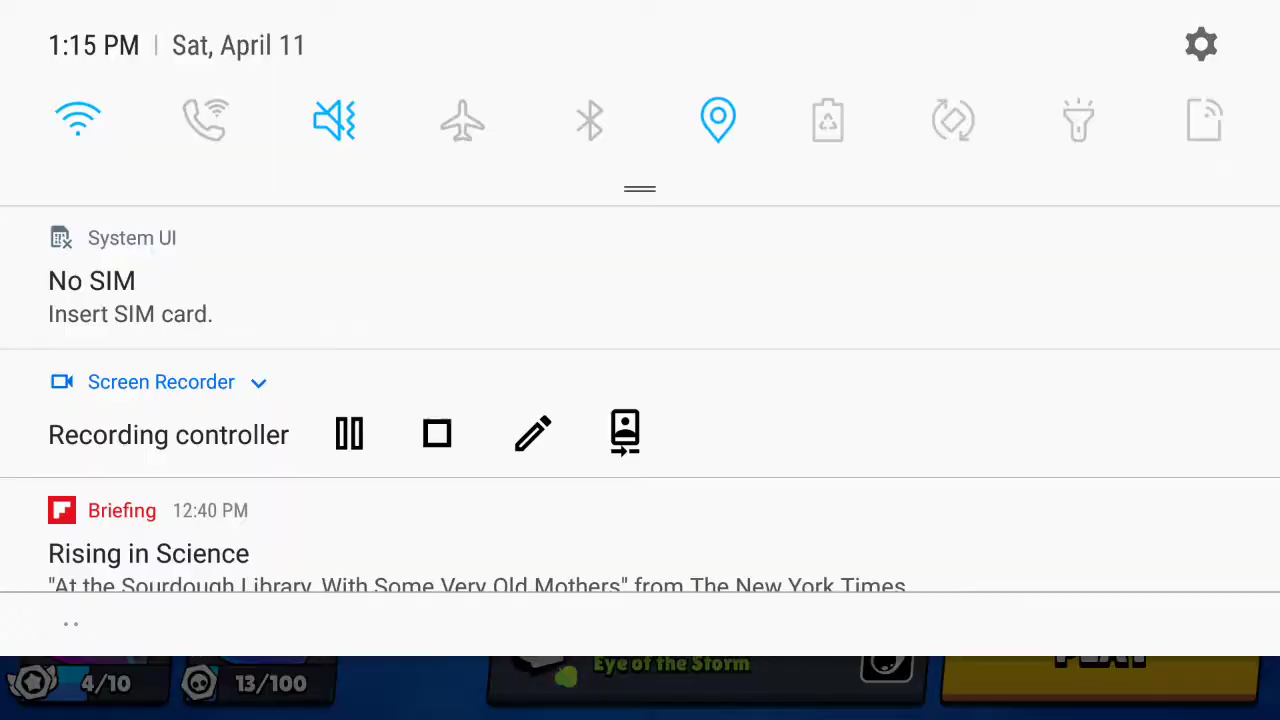 1:15 PM | Sat, April 11
System UI
No SIM
Insert SIM card.
Screen Recorder
Recording controller
Briefing 12:40 PM
Rising in Science
"At the Sourdough Library, With Some Very Old Mothers" from The New York Times
Eye of the Storm
PLAY
4/10
13/100